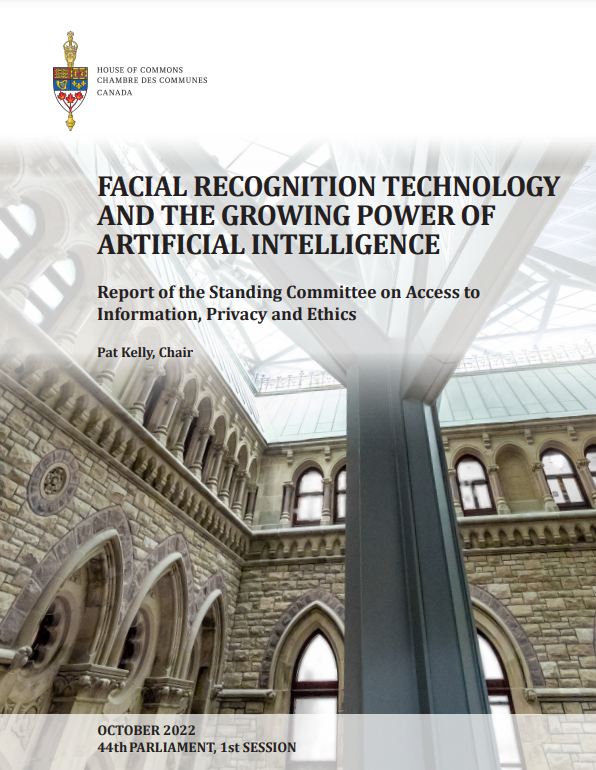 HOUSE OF COMMONS
CHAMBRE DES COMMUNES
CANADA
FACIAL RECOGNITION TECHNOLOGY
AND THE GROWING POWER OF
ARTIFICIAL INTELLIGENCE
Report of the Standing Committee on Access to
Information, Privacy and Ethics
Pat Kelly, Chair
OCTOBER 2022
44th PARLIAMENT, 1st SESSION